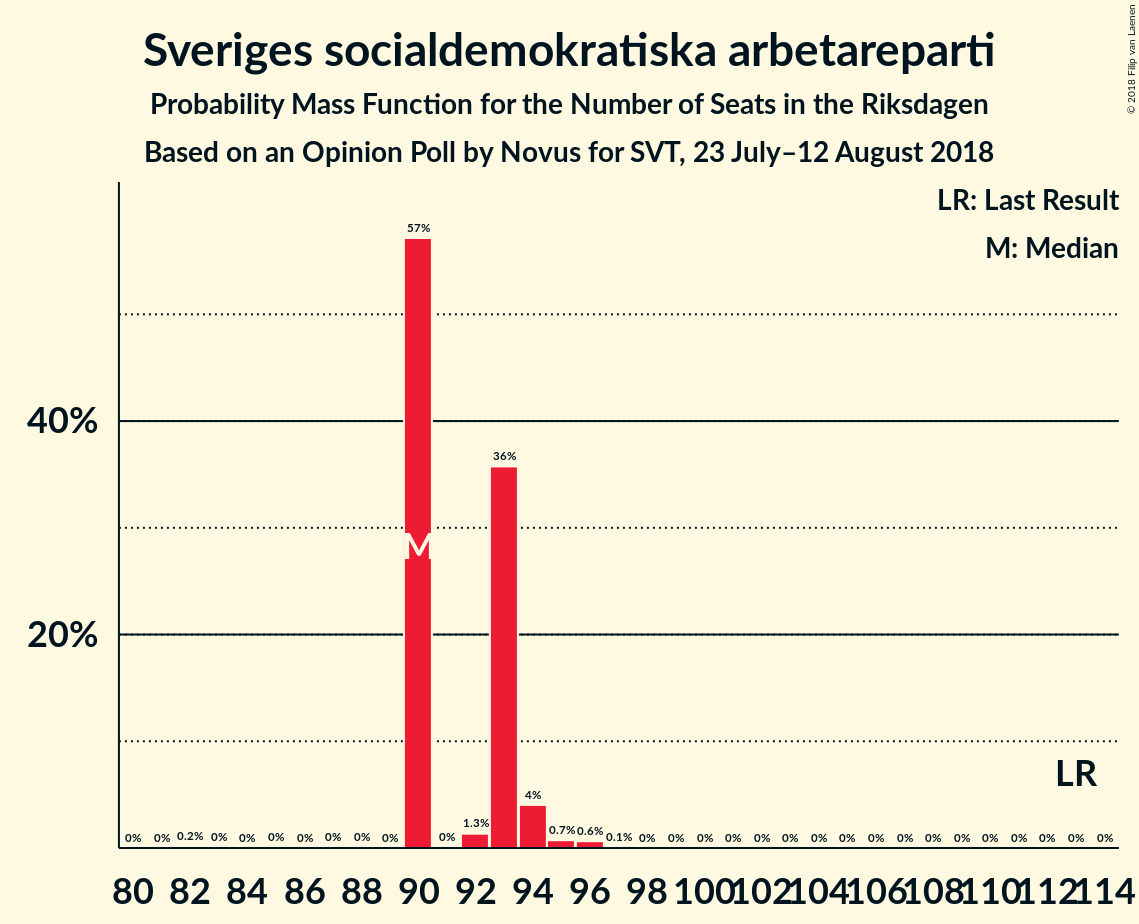 © 2018 Filip van Laenen
Sveriges socialdemokratiska arbetareparti
Probability Mass Function for the Number of Seats in the Riksdagen
Based on an Opinion Poll by Novus for SVT, 23 July–12 August 2018
LR: Last Result
M: Median
57%
40%
36%
M
20%
LR
4%
1.3%
0% 0% 0.2% 0% 0% 0% 0% 0% 0% 0% 0% 0.7% 0.6% 0.1% 0% 0% 0% 0% 0% 0% 0% 0% 0% 0% 0% 0% 0% 0% 0% 0% 0%
80 82 84 86 88 90 92 94 96 98 100 102 104 106 108 110 112 114